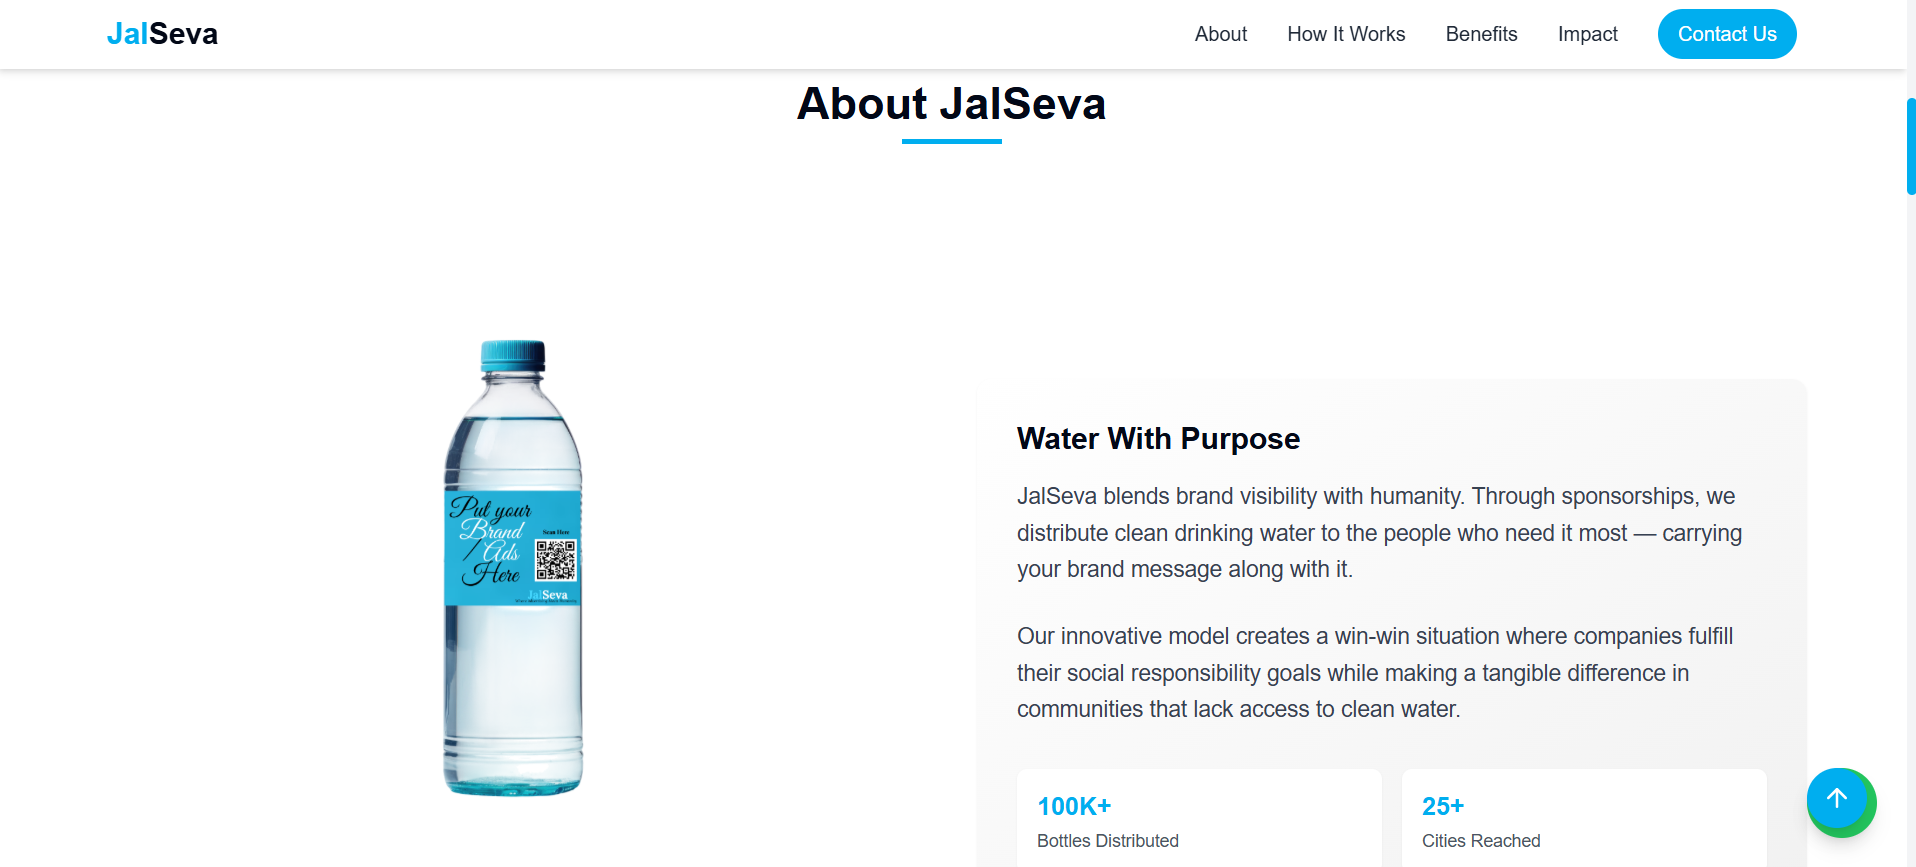 JalSeva
About
How It Works
Benefits
Impact
Contact Us
About JalSeva
Put your
Brand
/ Ads
Here
Scan Here
JalSeva
Water With Purpose
JalSeva blends brand visibility with humanity. Through sponsorships, we
distribute clean drinking water to the people who need it most — carrying
your brand message along with it.
Our innovative model creates a win-win situation where companies fulfill
their social responsibility goals while making a tangible difference in
communities that lack access to clean water.
100K+
Bottles Distributed
25+
Cities Reached